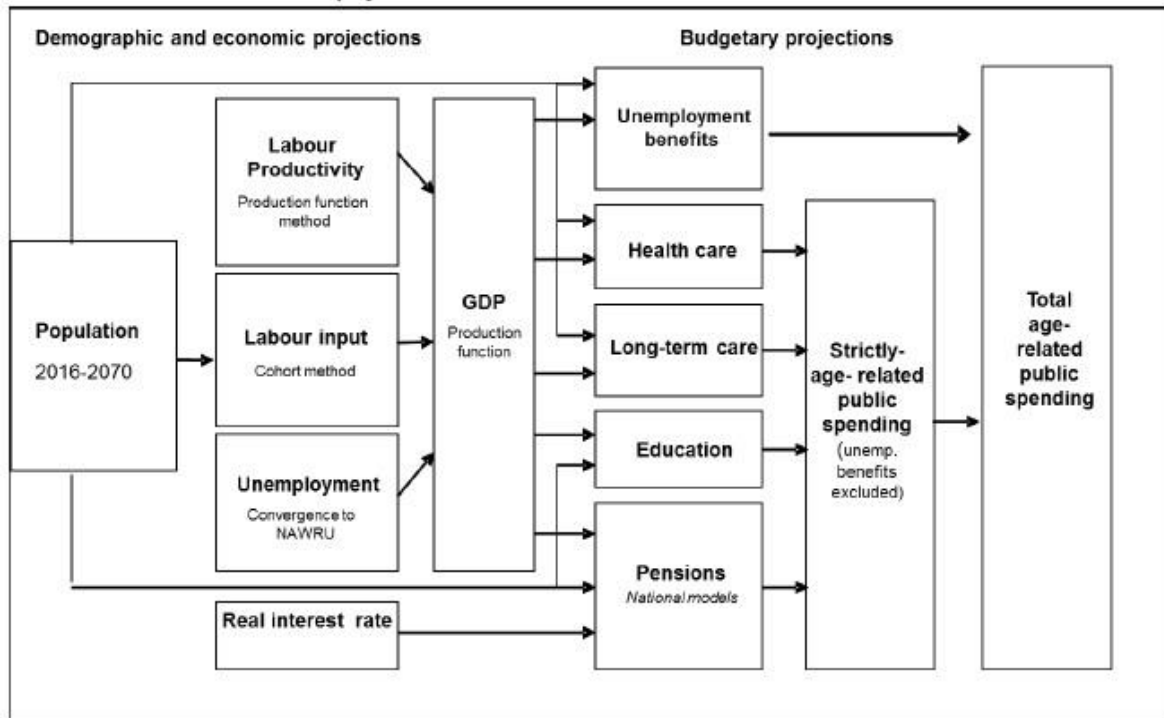 Demographic and economic projections
Budgetary projections
Population
2016-2070
Labour
Productivity
Production function
method
Labour input
Cohort method
Unemployment
Convergence to
NAWRU
Real interest rate
GDP
Production
function
Unemployment
benefits
Health care
Long-term care
Education
Pensions
National models
Strictly-
age- related
public
spending
(unemp.
benefits
excluded)
Total
age-
related
public
spending